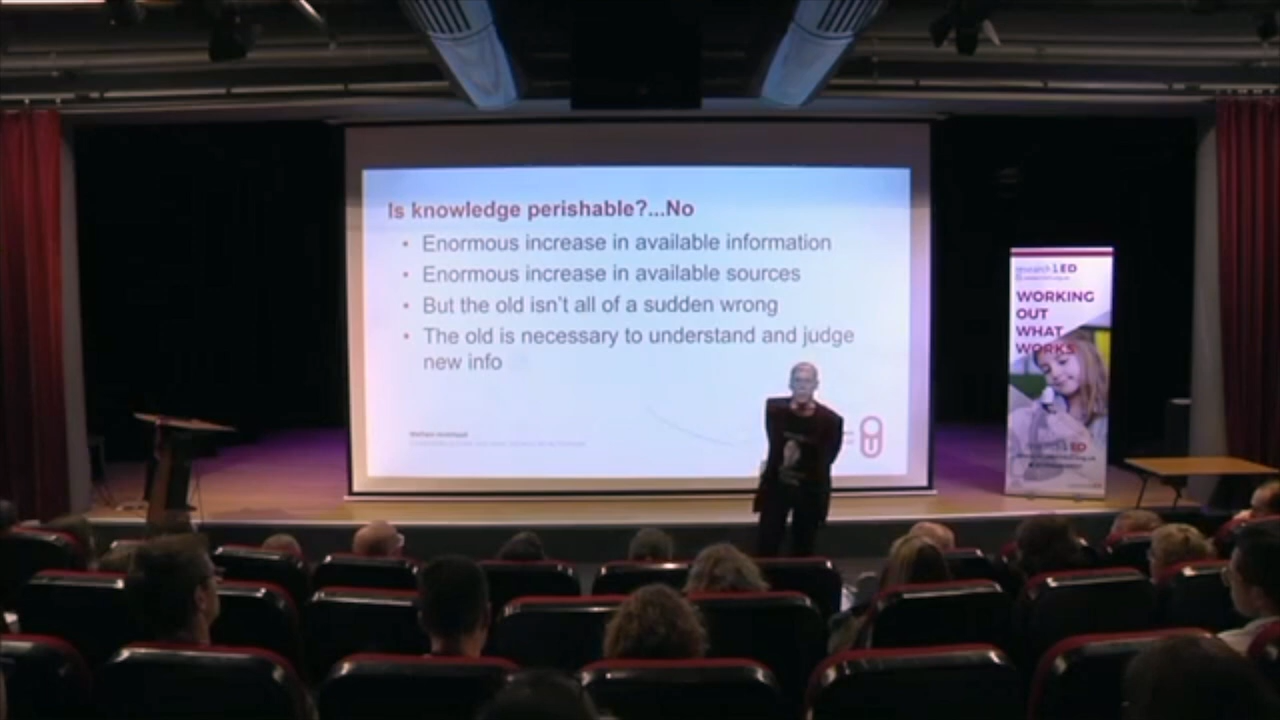 Is knowledge perishable?...No
• Enormous increase in available information
• Enormous increase in available sources
• But the old isn't all of a sudden wrong
• The old is necessary to understand and judge
new info
researchED
WORKING
OUT
WHAT
WORKS